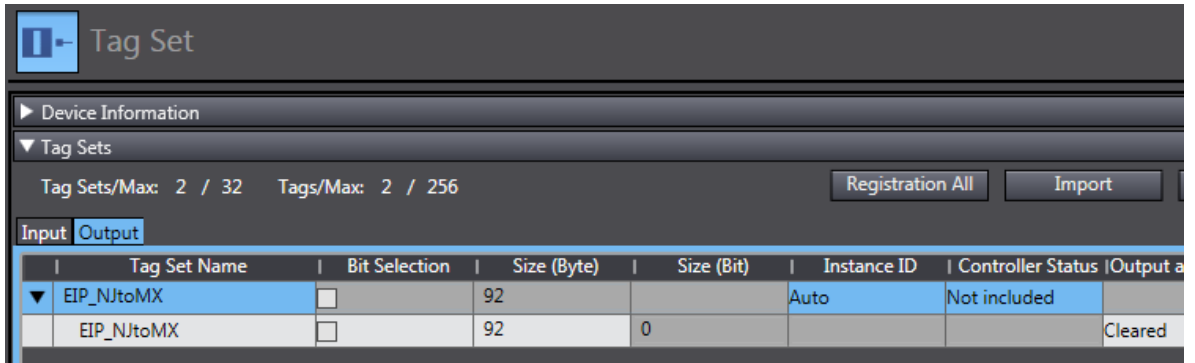 Tag Set
Device Information
Tag Sets
Tag Sets/Max: 2 / 32 Tags/Max: 2 / 256 Registration All Import
Input Output
Tag Set Name | Bit Selection | Size (Byte) | Size (Bit) | Instance ID | Controller Status |Output a
EIP_NJtoMX 92 Auto Not included
EIP_NJtoMX 92 0 Cleared